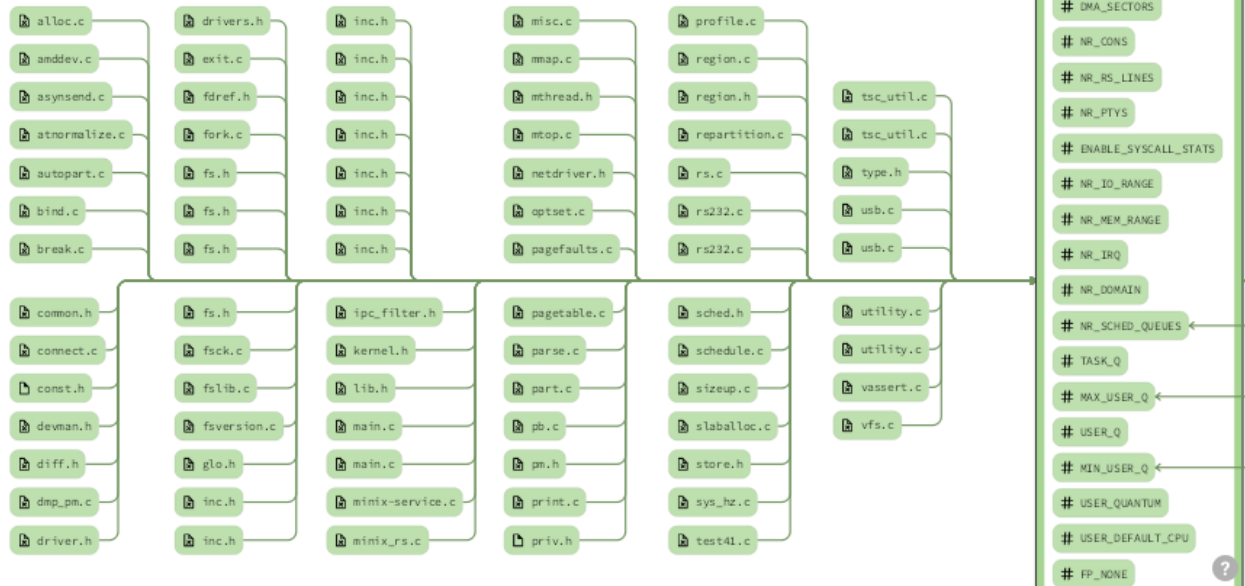 alloc.c
amddev.c
asynsend.c
atnormalize.c
autopart.c
bind.c
break.c
common.h
connect.c
const.h
devman.h
diff.h
dmp_pm.c
driver.h
drivers.h
exit.c
fdref.h
fork.c
fs.h
fs.h
fs.h
fs.h
fsck.c
fslib.c
fsversion.c
glo.h
inc.h
inc.h
inc.h
inc.h
inc.h
inc.h
inc.h
inc.h
inc.h
ipc_filter.h
kernel.h
lib.h
main.c
main.c
minix-service.c
minix_rs.c
misc.c
mmap.c
mthread.h
mtop.c
netdriver.h
optset.c
pagefaults.c
pagetable.c
parse.c
part.c
pb.c
pm.h
print.c
priv.h
profile.c
region.c
region.h
repartition.c
rs.c
rs232.c
rs232.c
sched.h
schedule.c
sizeup.c
slaballoc.c
store.h
sys_hz.c
test41.c
tsc_util.c
tsc_util.c
type.h
usb.c
usb.c
utility.c
utility.c
vassert.c
vfs.c
# DMA_SECTORS
# NR_CONS
# NR_RS_LINES
# NR_PTYS
# ENABLE_SYSCALL_STATS
# NR_IO_RANGE
# NR_MEM_RANGE
# NR_IRQ
# NR_DOMAIN
# NR_SCHED_QUEUES
# TASK_Q
# MAX_USER_Q
# USER_Q
# MIN_USER_Q
# USER_QUANTUM
# USER_DEFAULT_CPU
# FP_NONE
?